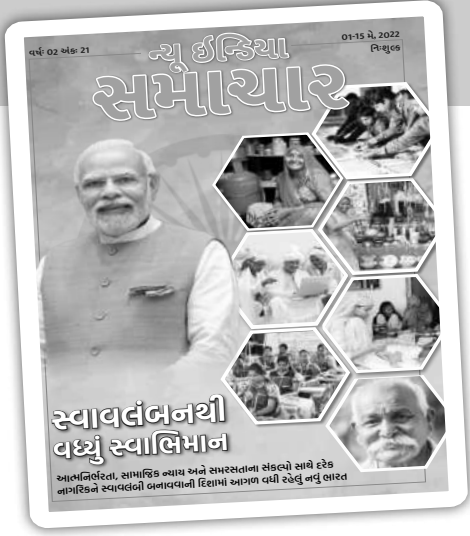 વર્ષ: 02 અંક: 21
01-15 મે, 2022
નિ:શુલ્ક
ન્યૂ ઇન્ડિયા
સમાચાર
સ્વાવલંબનથી
વધ્યું સ્વાભિમાન
આત્મનિર્ભરતા, સામાજિક ન્યાય અને સમરસતાના સંકલ્પો સાથે દરેક
નાગરિકને સ્વાવલંબી બનાવવાની દિશામાં આગળ વધી રહેલું નવું ભારત